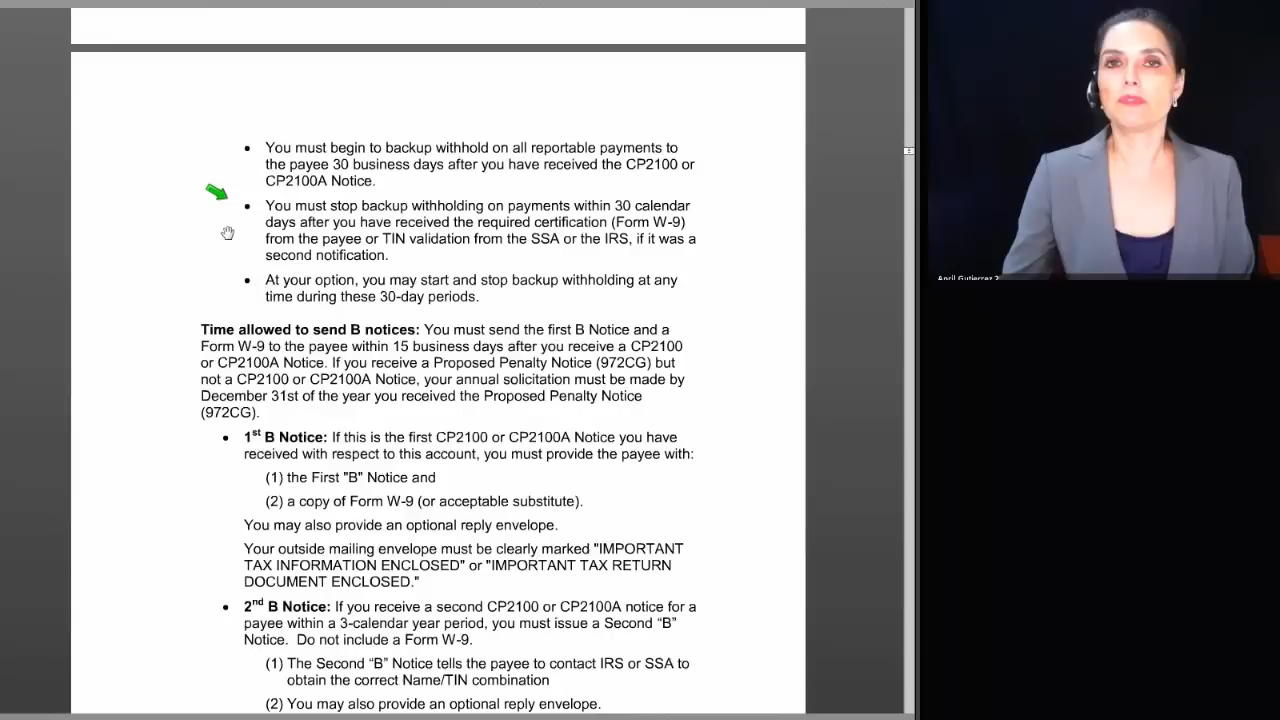 You must begin to backup withhold on all reportable payments to
the payee 30 business days after you have received the CP2100 or
CP2100A Notice.
You must stop backup withholding on payments within 30 calendar
days after you have received the required certification (Form W-9)
from the payee or TIN validation from the SSA or the IRS, if it was a
second notification.
At your option, you may start and stop backup withholding at any
time during these 30-day periods.
Time allowed to send B notices: You must send the first B Notice and a
Form W-9 to the payee within 15 business days after you receive a CP2100
or CP2100A Notice. If you receive a Proposed Penalty Notice (972CG) but
not a CP2100 or CP2100A Notice, your annual solicitation must be made by
December 31st of the year you received the Proposed Penalty Notice
(972CG).
1st B Notice: If this is the first CP2100 or CP2100A Notice you have
received with respect to this account, you must provide the payee with:
(1) the First "B" Notice and
(2) a copy of Form W-9 (or acceptable substitute).
You may also provide an optional reply envelope.
Your outside mailing envelope must be clearly marked "IMPORTANT
TAX INFORMATION ENCLOSED" or "IMPORTANT TAX RETURN
DOCUMENT ENCLOSED."
2nd B Notice: If you receive a second CP2100 or CP2100A notice for a
payee within a 3-calendar year period, you must issue a Second “B”
Notice.  Do not include a Form W-9.
(1) The Second “B” Notice tells the payee to contact IRS or SSA to
obtain the correct Name/TIN combination
(2) You may also provide an optional reply envelope.
April Gutierrez 2